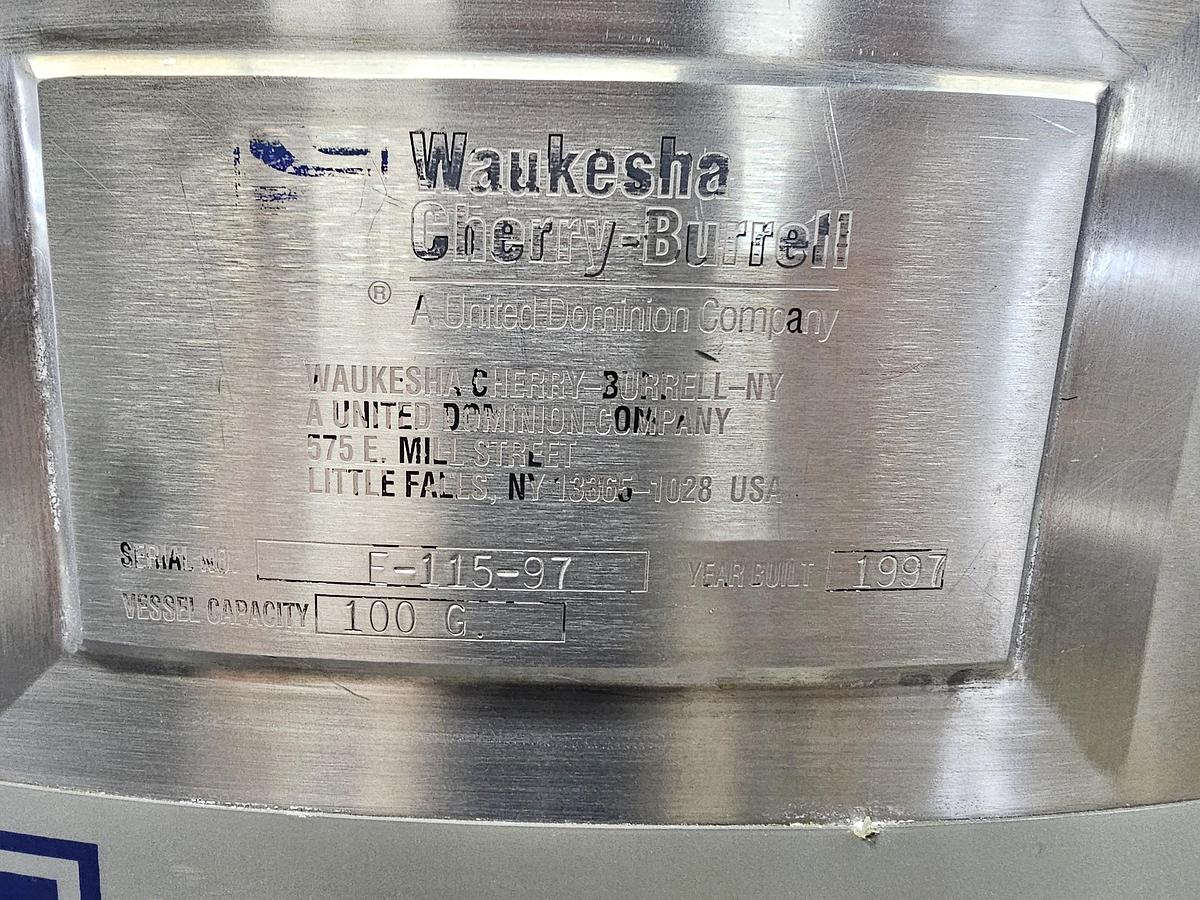 Waukesha
Cherry-Burrell
®
A United Dominion Company
WAUKESHA CHERRY-BURRELL-NY
A UNITED DOMINION COMPANY
575 E. MILL STREET
LITTLE FALLS, NY 13365-1028 USA
SERIAL NO. E-115-97 YEAR BUILT 1997
VESSEL CAPACITY 100 G.